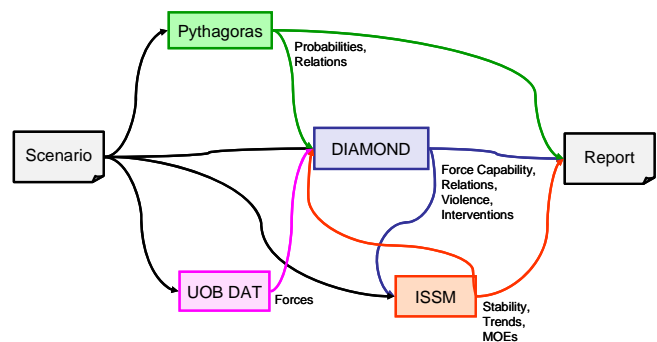 Pythagoras
Probabilities,
Relations
Scenario
DIAMOND
Report
Force Capability,
Relations,
Violence,
Interventions
UOB DAT
Forces
ISSM
Stability,
Trends,
MOEs